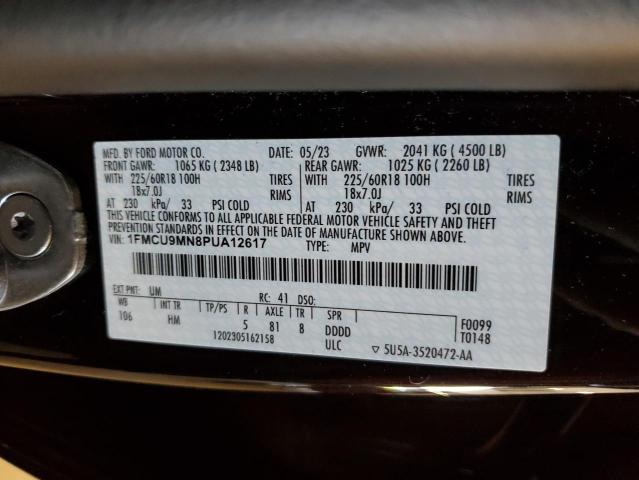 MFD. BY FORD MOTOR CO. DATE: 05/23 GVWR: 2041 KG ( 4500 LB)
FRONT GAWR: 1065 KG ( 2348 LB) REAR GAWR: 1025 KG ( 2260 LB)
WITH 225/60R18 100H TIRES WITH 225/60R18 100H TIRES
18x7.0J RIMS 18x7.0J RIMS
AT 230 kPa/ 33 PSI COLD AT 230 kPa/ 33 PSI COLD
THIS VEHICLE CONFORMS TO ALL APPLICABLE FEDERAL MOTOR VEHICLE SAFETY AND THEFT
PREVENTION STANDARDS IN EFFECT ON THE DATE OF MANUFACTURE SHOWN ABOVE.
VIN: 1FMCU9MN8PUA12617 TYPE: MPV
EXT PNT: UM RC: 41 DSO:
WB INT TR TP/PS R AXLE TR SPR
106 HM 5 81 8 DDDD F0099
1202305162158 ULC T0148
▽ 5U5A-3520472-AA